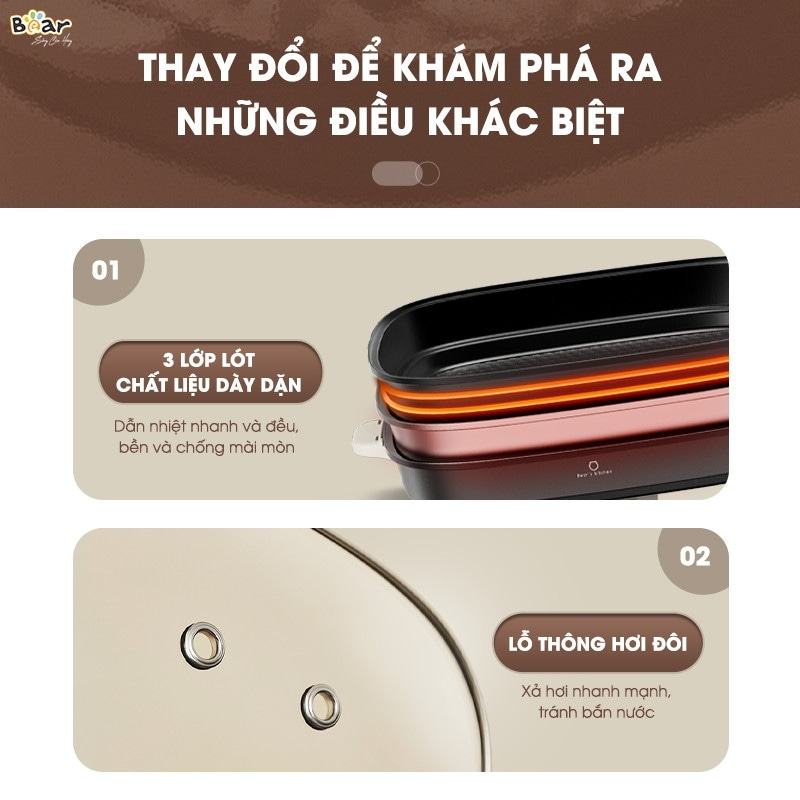 Bear
THAY ĐỔI ĐỂ KHÁM PHÁ RA
NHỮNG ĐIỀU KHÁC BIỆT
01
3 LỚP LÓT
CHẤT LIỆU DÀY DẶN
Dẫn nhiệt nhanh và đều,
bền và chống mài mòn
Bear's kitchen
02
LỖ THÔNG HƠI ĐÔI
Xả hơi nhanh mạnh,
tránh bắn nước